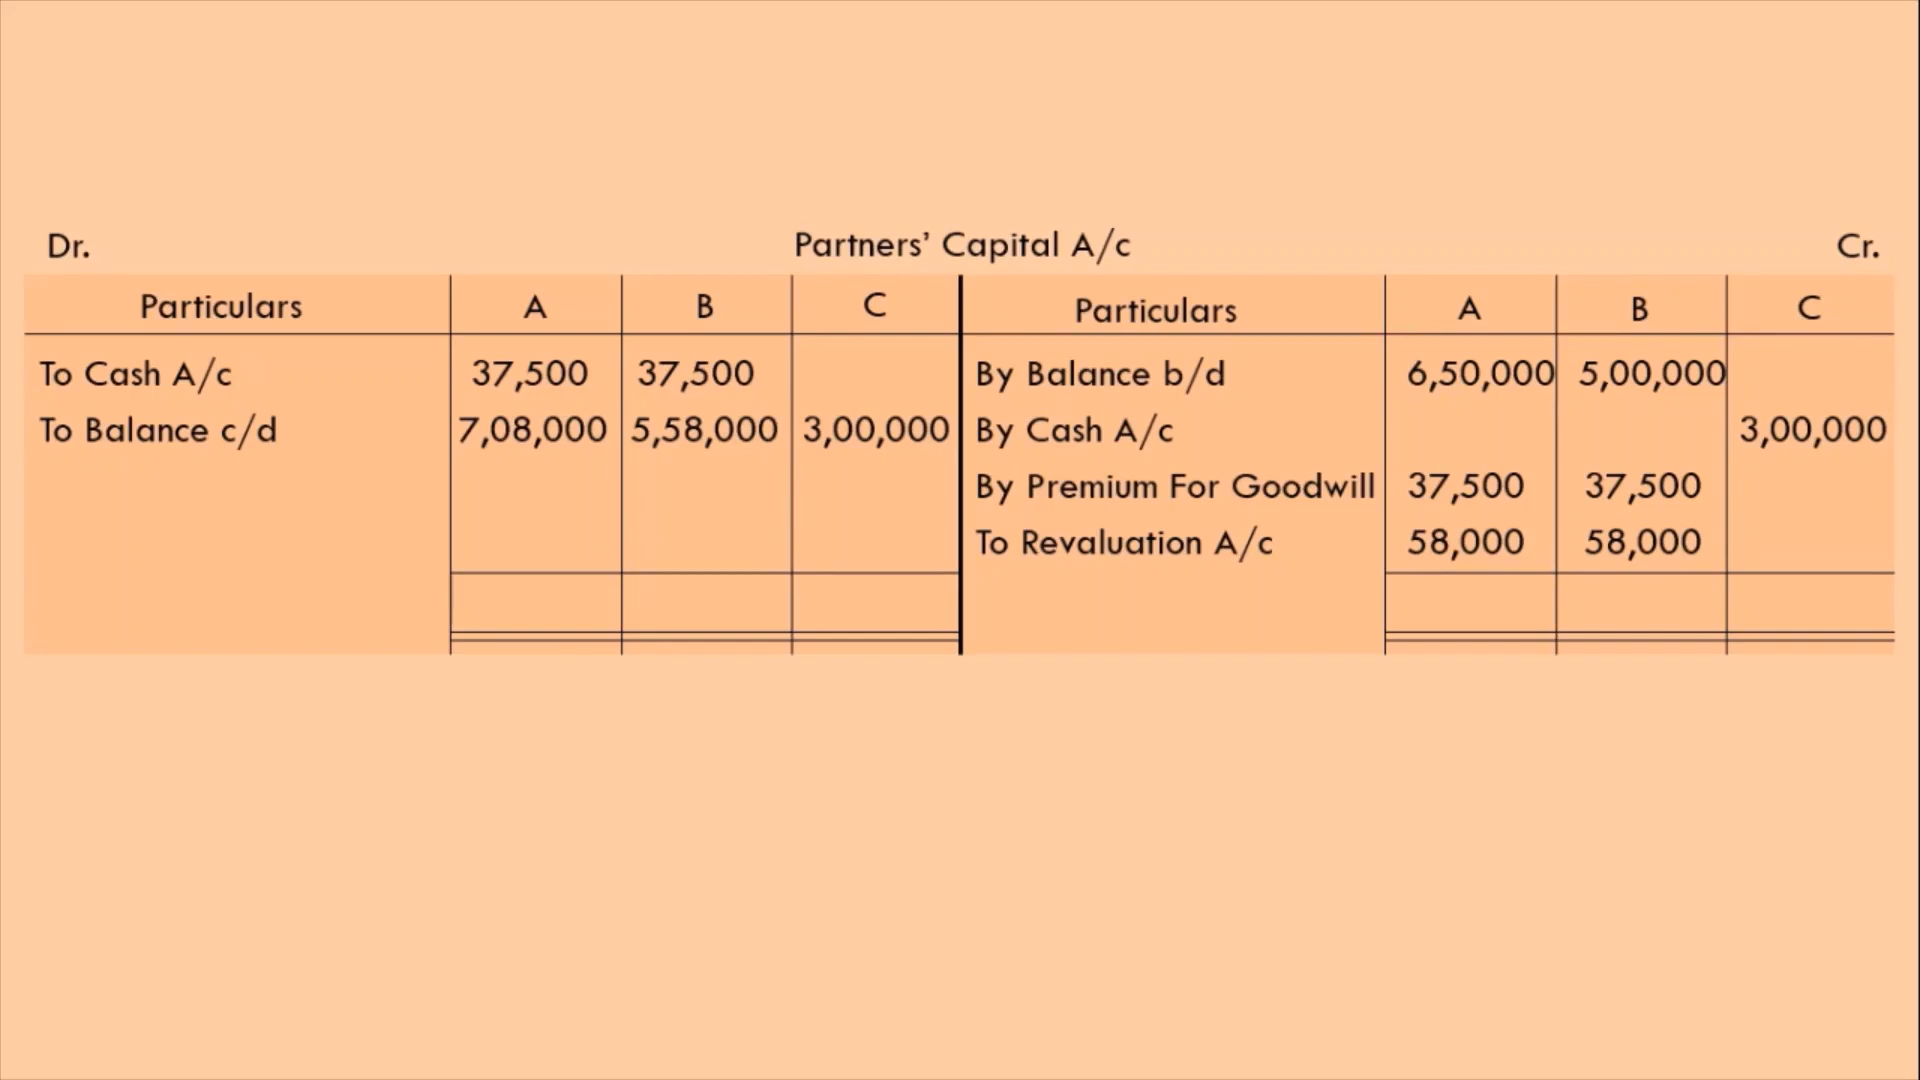 Dr. Partners' Capital A/c Cr.
Particulars A B C Particulars A B C
To Cash A/c 37,500 37,500 By Balance b/d 6,50,000 5,00,000
To Balance c/d 7,08,000 5,58,000 3,00,000 By Cash A/c 3,00,000
By Premium For Goodwill 37,500 37,500
To Revaluation A/c 58,000 58,000